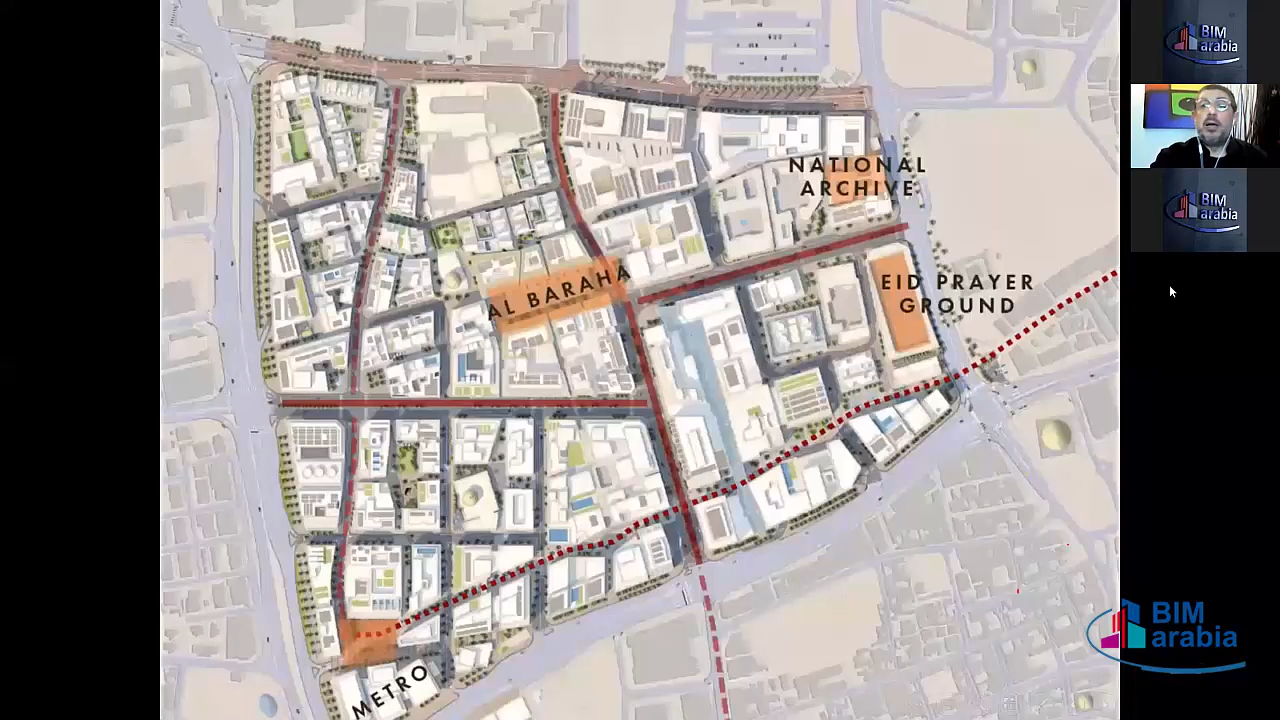 NATIONAL
ARCHIVE
EID PRAYER
GROUND
AL BARAHA
METRO
BIM
arabia
BIM
arabia
BIM
arabia